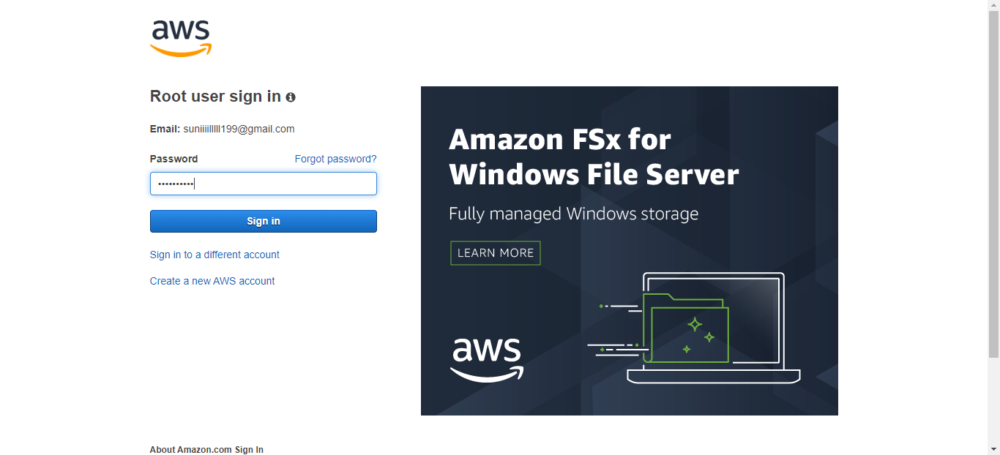 aws
Root user sign in
Email: suniiiillllll199@gmail.com
Password Forgot password?
Sign in
Sign in to a different account
Create a new AWS account
Amazon FSx for
Windows File Server
Fully managed Windows storage
LEARN MORE
aws
About Amazon.com Sign In